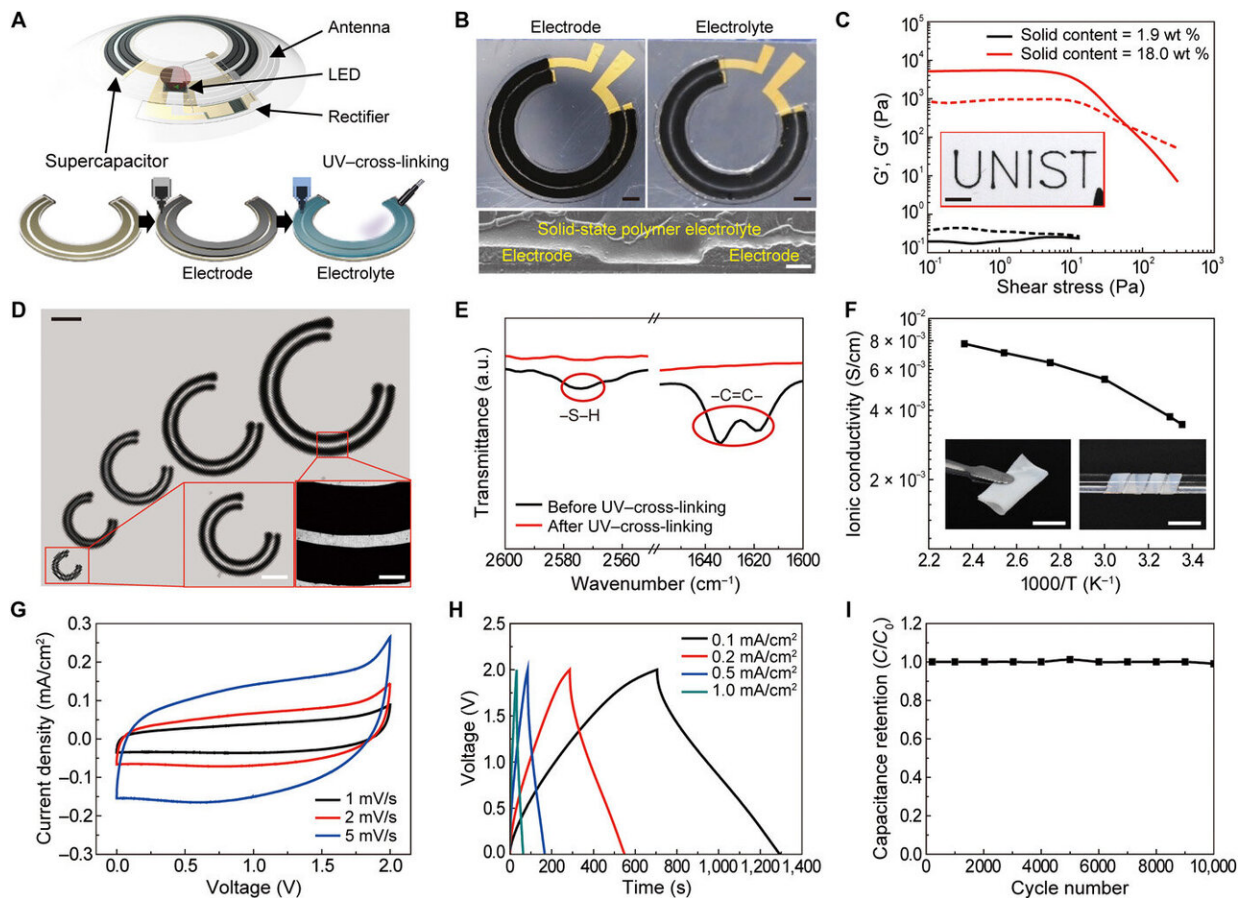 A
Antenna
LED
Rectifier
Supercapacitor
UV–cross-linking
Electrode
Electrolyte
B
Electrode
Electrolyte
Solid-state polymer electrolyte
Electrode
Electrode
C
G′, G″ (Pa)
10⁵
10⁴
10³
10²
10¹
10⁰
10⁻¹
Solid content = 1.9 wt %
Solid content = 18.0 wt %
UNIST
10⁻¹ 10⁰ 10¹ 10² 10³
Shear stress (Pa)
D
E
Transmittance (a.u.)
–S–H
–C=C–
Before UV–cross-linking
After UV–cross-linking
2600 2575 2550 1640 1620 1600
Wavenumber (cm⁻¹)
F
Ionic conductivity (S/cm)
10⁻²
8 × 10⁻³
6 × 10⁻³
4 × 10⁻³
2 × 10⁻³
2.2 2.4 2.6 2.8 3.0 3.2 3.4
1000/T (K⁻¹)
G
Current density (mA/cm²)
0.3
0.2
0.1
0.0
–0.1
–0.2
–0.3
1 mV/s
2 mV/s
5 mV/s
0.0 0.5 1.0 1.5 2.0
Voltage (V)
H
Voltage (V)
2.5
2.0
1.5
1.0
0.5
0.0
0.1 mA/cm²
0.2 mA/cm²
0.5 mA/cm²
1.0 mA/cm²
0 200 400 600 800 1,000 1,200 1,400
Time (s)
I
Capacitance retention (C/C₀)
1.2
1.0
0.8
0.6
0.4
0.2
0.0
0 2000 4000 6000 8000 10,000
Cycle number